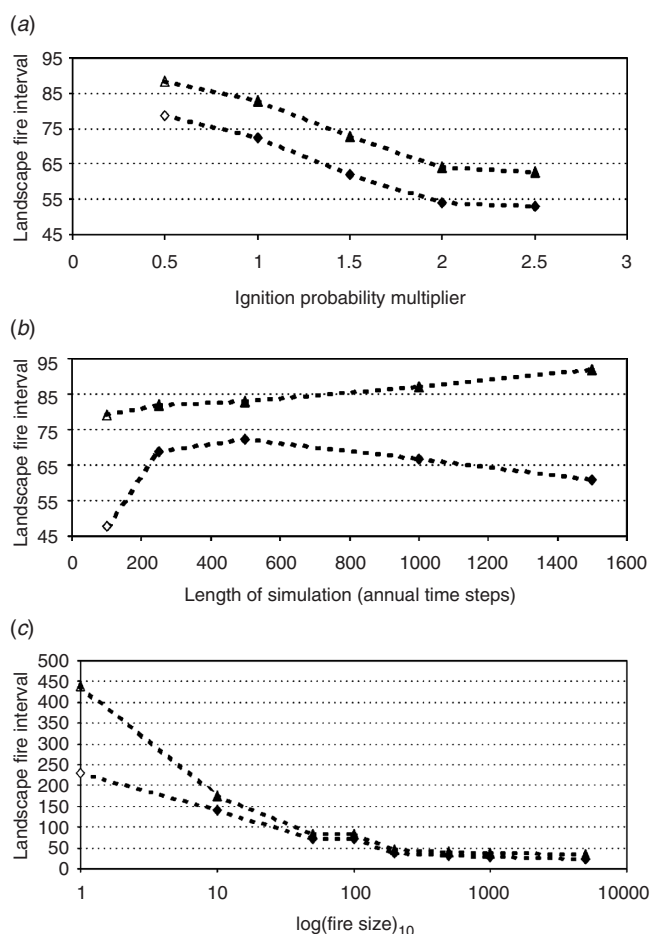 (a)
95
85
75
65
55
45
Landscape fire interval
0 0.5 1 1.5 2 2.5 3
Ignition probability multiplier
(b)
95
85
75
65
55
45
Landscape fire interval
0 200 400 600 800 1000 1200 1400 1600
Length of simulation (annual time steps)
(c)
500
450
400
350
300
250
200
150
100
50
0
Landscape fire interval
1 10 100 1000 10000
log(fire size)10